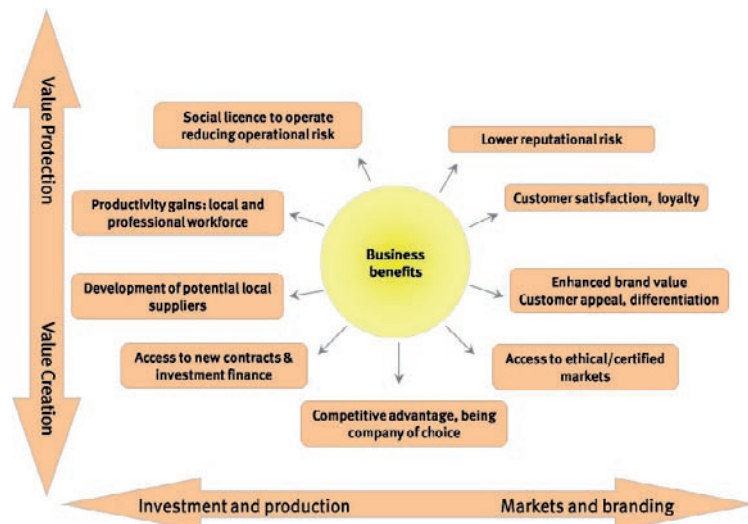 Value Protection
Value Creation
Social licence to operate
reducing operational risk
Lower reputational risk
Productivity gains: local and
professional workforce
Customer satisfaction, loyalty
Business
benefits
Development of potential local
suppliers
Enhanced brand value
Customer appeal, differentiation
Access to new contracts &
investment finance
Access to ethical/certified
markets
Competitive advantage, being
company of choice
Investment and production
Markets and branding